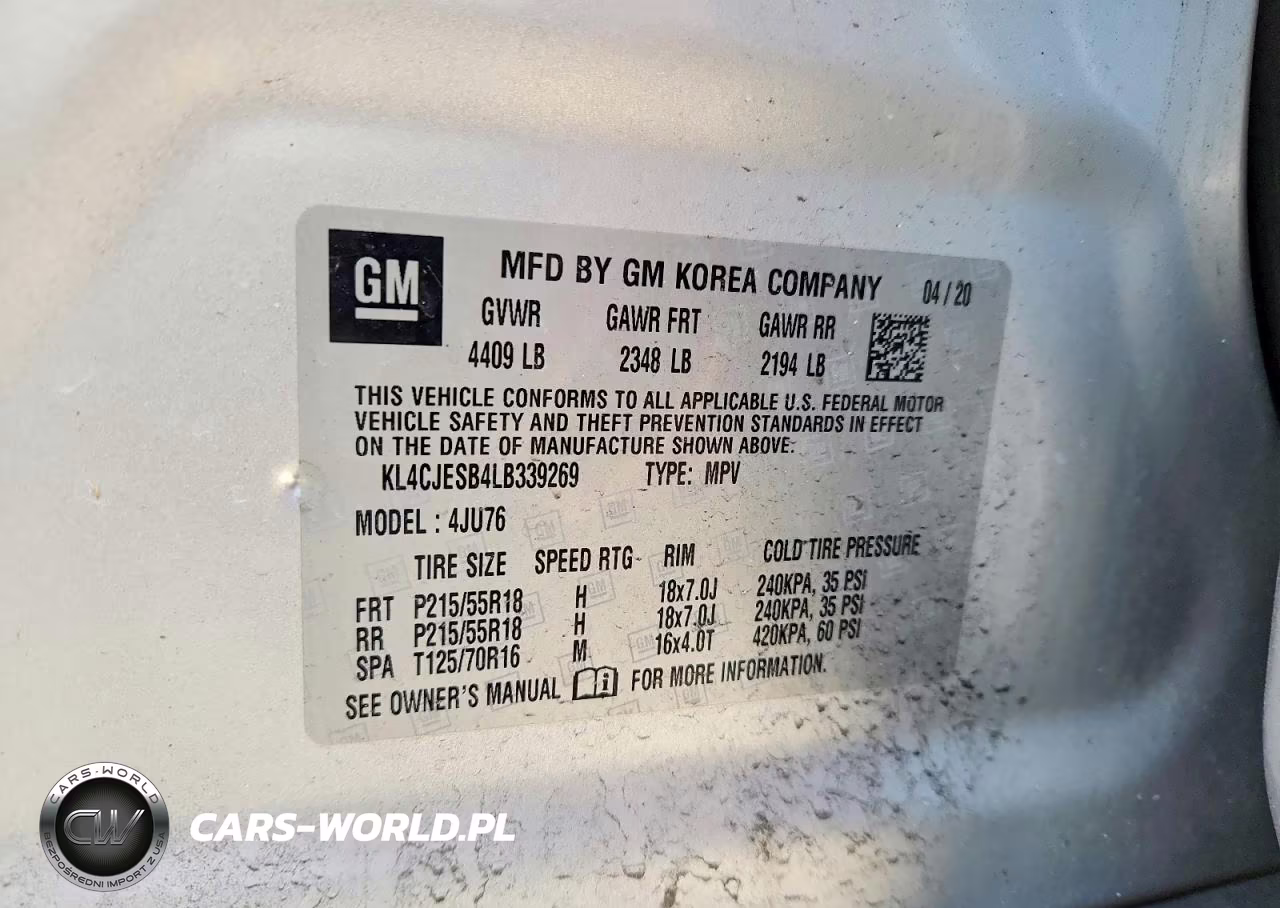 GM
MFD BY GM KOREA COMPANY 04/20
GVWR GAWR FRT GAWR RR
4409 LB 2348 LB 2194 LB
THIS VEHICLE CONFORMS TO ALL APPLICABLE U.S. FEDERAL MOTOR
VEHICLE SAFETY AND THEFT PREVENTION STANDARDS IN EFFECT
ON THE DATE OF MANUFACTURE SHOWN ABOVE.
KL4CJESB4LB339269 TYPE: MPV
MODEL : 4JU76
TIRE SIZE SPEED RTG RIM COLD TIRE PRESSURE
FRT P215/55R18 H 18x7.0J 240KPA, 35 PSI
RR P215/55R18 H 18x7.0J 240KPA, 35 PSI
SPA T125/70R16 M 16x4.0T 420KPA, 60 PSI
SEE OWNER'S MANUAL FOR MORE INFORMATION.
CARS-WORLD
CW
BEZPOŚREDNI IMPORT Z USA
CARS-WORLD.PL